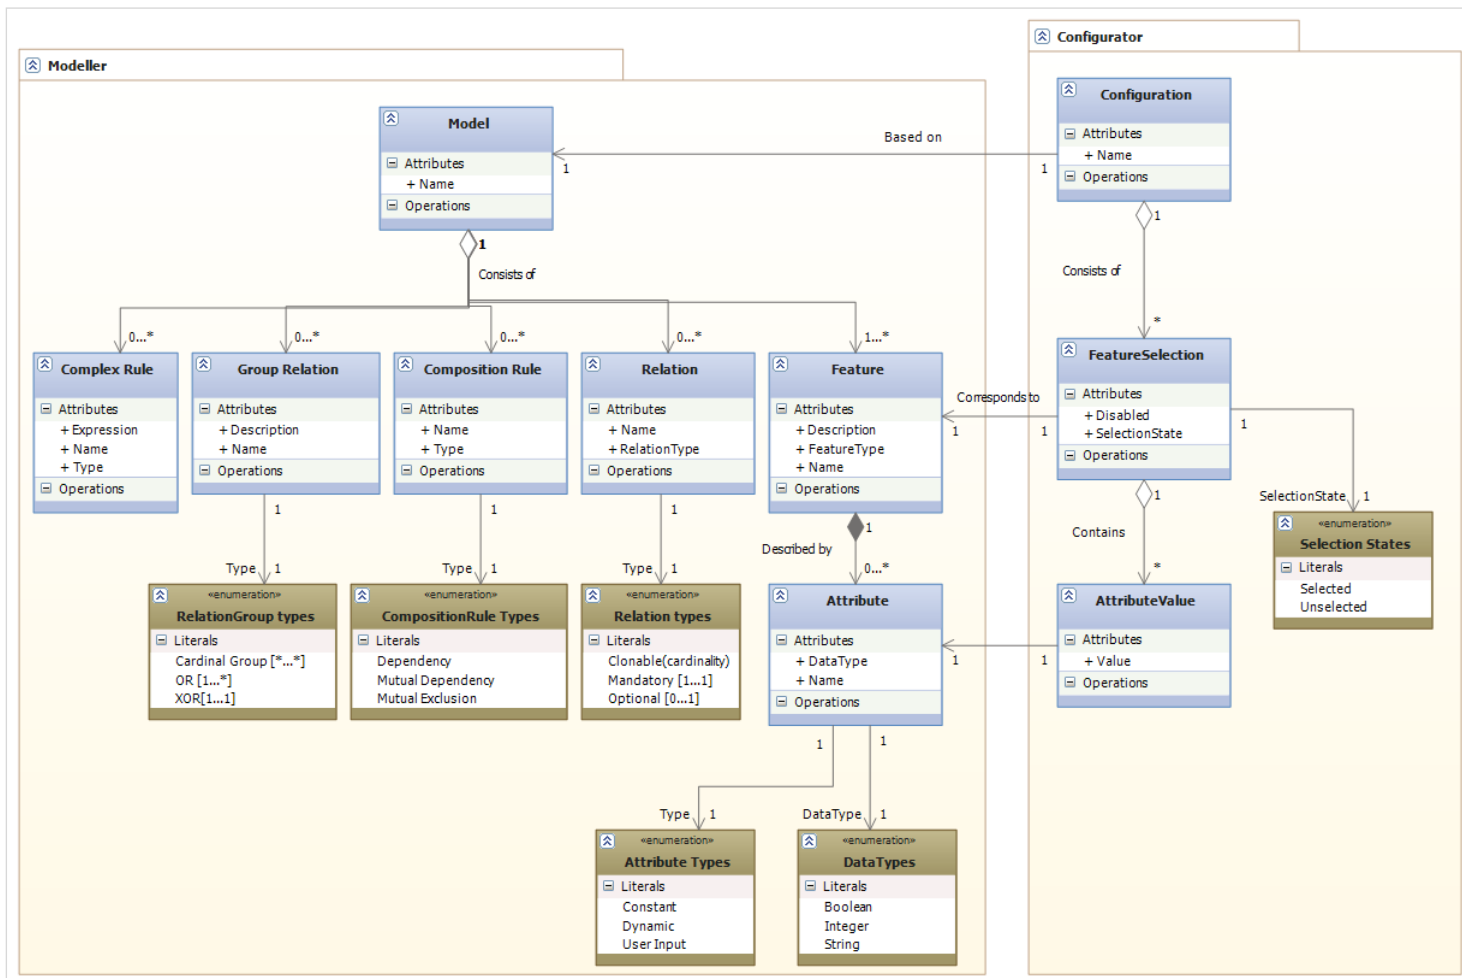 Configurator
Modeller
Configuration
Attributes
+ Name
Operations
Model
Attributes
+ Name
Operations
Based on
1
1
1
Consists of
1
Consists of
0...*
0...*
0...*
0...*
1...*
*
Complex Rule
Attributes
+ Expression
+ Name
+ Type
Operations
Group Relation
Attributes
+ Description
+ Name
Operations
Composition Rule
Attributes
+ Name
+ Type
Operations
Relation
Attributes
+ Name
+ RelationType
Operations
Feature
Attributes
+ Description
+ FeatureType
+ Name
Operations
Corresponds to
1
1
FeatureSelection
Attributes
+ Disabled
+ SelectionState
Operations
1
SelectionState
1
«enumeration»
Selection States
Literals
Selected
Unselected
1
Type
1
1
Type
1
1
Type
1
1
Described by
0...*
1
Contains
*
«enumeration»
RelationGroup types
Literals
Cardinal Group [*...*]
OR [1...*]
XOR[1...1]
«enumeration»
CompositionRule Types
Literals
Dependency
Mutual Dependency
Mutual Exclusion
«enumeration»
Relation types
Literals
Clonable(cardinality)
Mandatory [1...1]
Optional [0...1]
Attribute
Attributes
+ DataType
+ Name
Operations
1
1
AttributeValue
Attributes
+ Value
Operations
1
1
Type
1
DataType
1
«enumeration»
Attribute Types
Literals
Constant
Dynamic
User Input
«enumeration»
DataTypes
Literals
Boolean
Integer
String